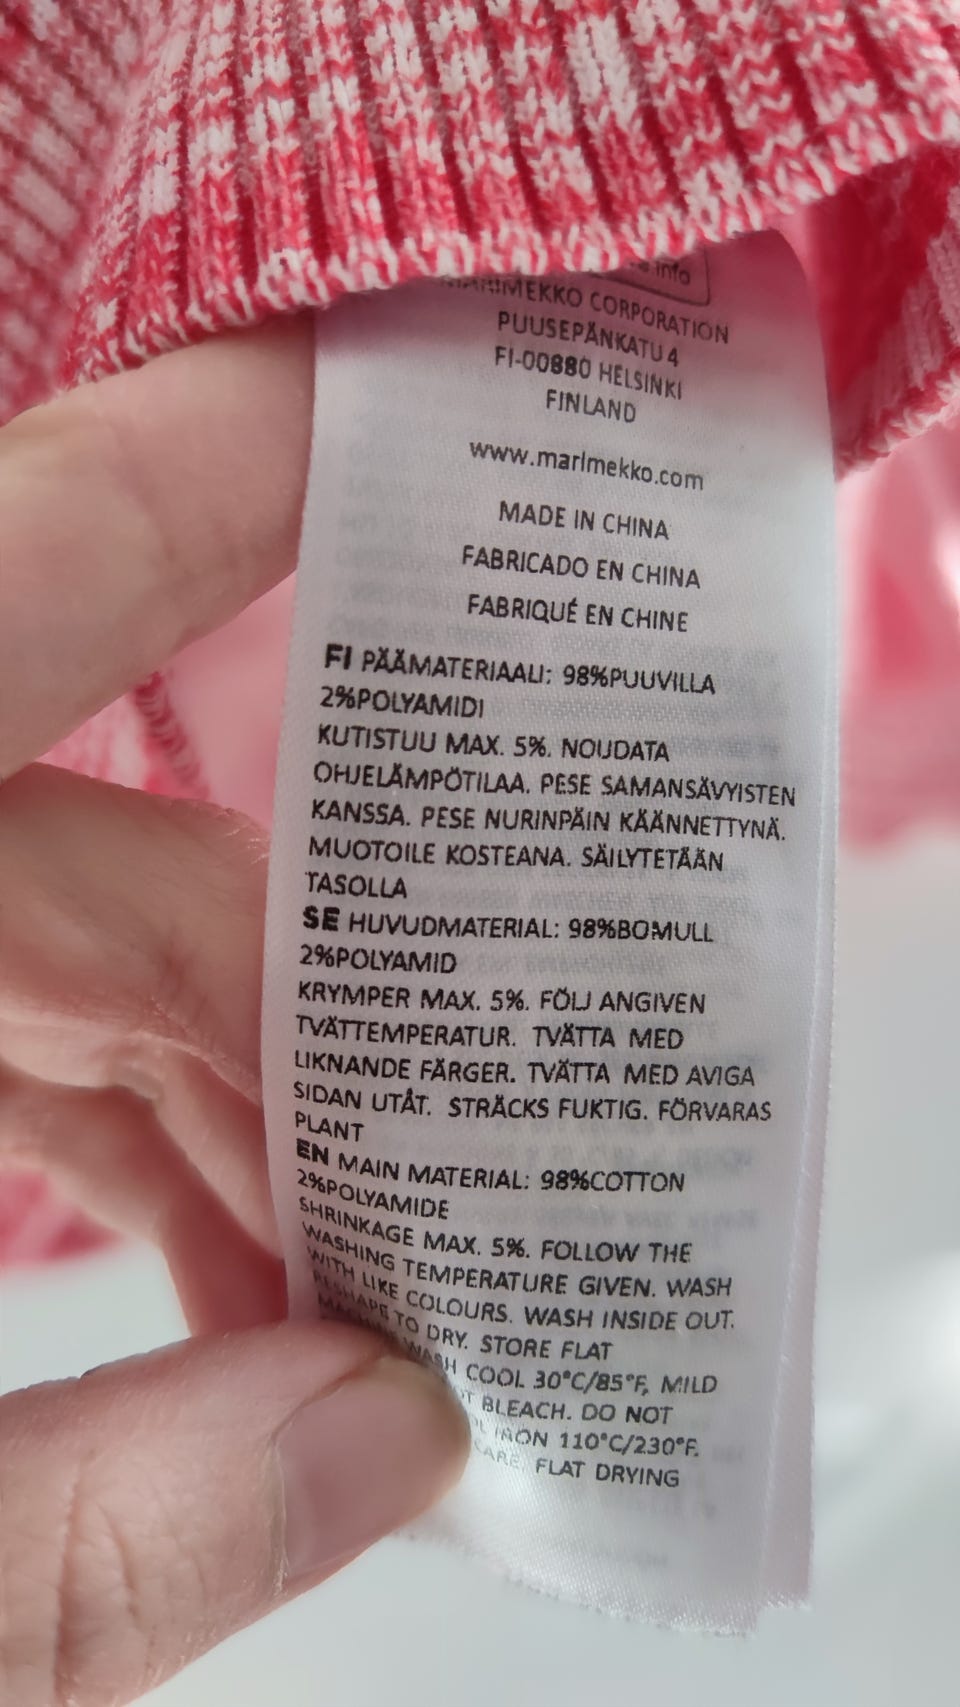 info
MARIMEKKO CORPORATION
PUUSEPÄNKATU 4
FI-00880 HELSINKI
FINLAND
www.marimekko.com
MADE IN CHINA
FABRICADO EN CHINA
FABRIQUÉ EN CHINE
FI PÄÄMATERIAALI: 98%PUUVILLA
2%POLYAMIDI
KUTISTUU MAX. 5%. NOUDATA
OHJELÄMPÖTILAA. PESE SAMANSÄVYISTEN
KANSSA. PESE NURINPÄIN KÄÄNNETTYNÄ.
MUOTOILE KOSTEANA. SÄILYTETÄÄN
TASOLLA
SE HUVUDMATERIAL: 98%BOMULL
2%POLYAMID
KRYMPER MAX. 5%. FÖLJ ANGIVEN
TVÄTTEMPERATUR. TVÄTTA MED
LIKNANDE FÄRGER. TVÄTTA MED AVIGA
SIDAN UTÅT. STRÄCKS FUKTIG. FÖRVARAS
PLANT
EN MAIN MATERIAL: 98%COTTON
2%POLYAMIDE
SHRINKAGE MAX. 5%. FOLLOW THE
WASHING TEMPERATURE GIVEN. WASH
WITH LIKE COLOURS. WASH INSIDE OUT.
RESHAPE TO DRY. STORE FLAT
MACHINE WASH COOL 30°C/85°F, MILD
BLEACH. DO NOT
IRON 110°C/230°F.
CARE. FLAT DRYING